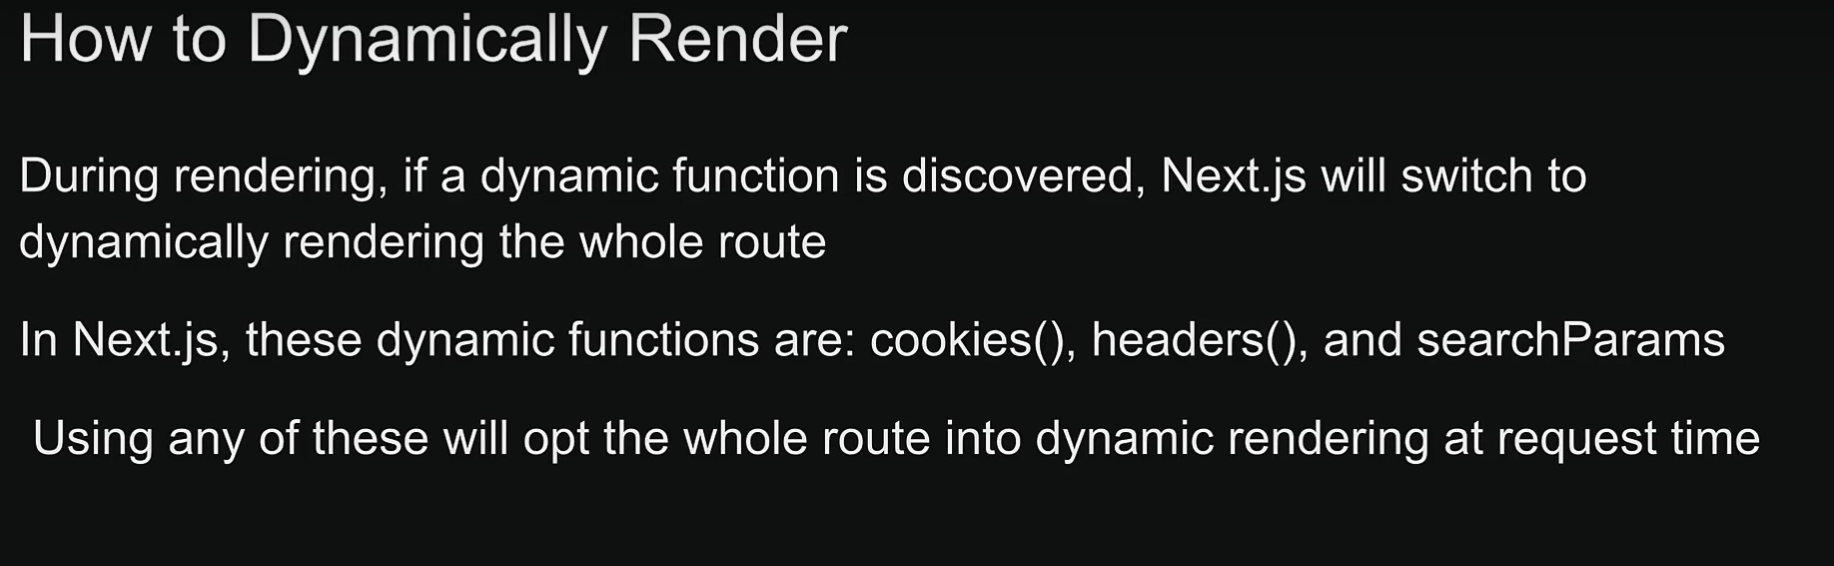 How to Dynamically Render
During rendering, if a dynamic function is discovered, Next.js will switch to
dynamically rendering the whole route
In Next.js, these dynamic functions are: cookies(), headers(), and searchParams
Using any of these will opt the whole route into dynamic rendering at request time